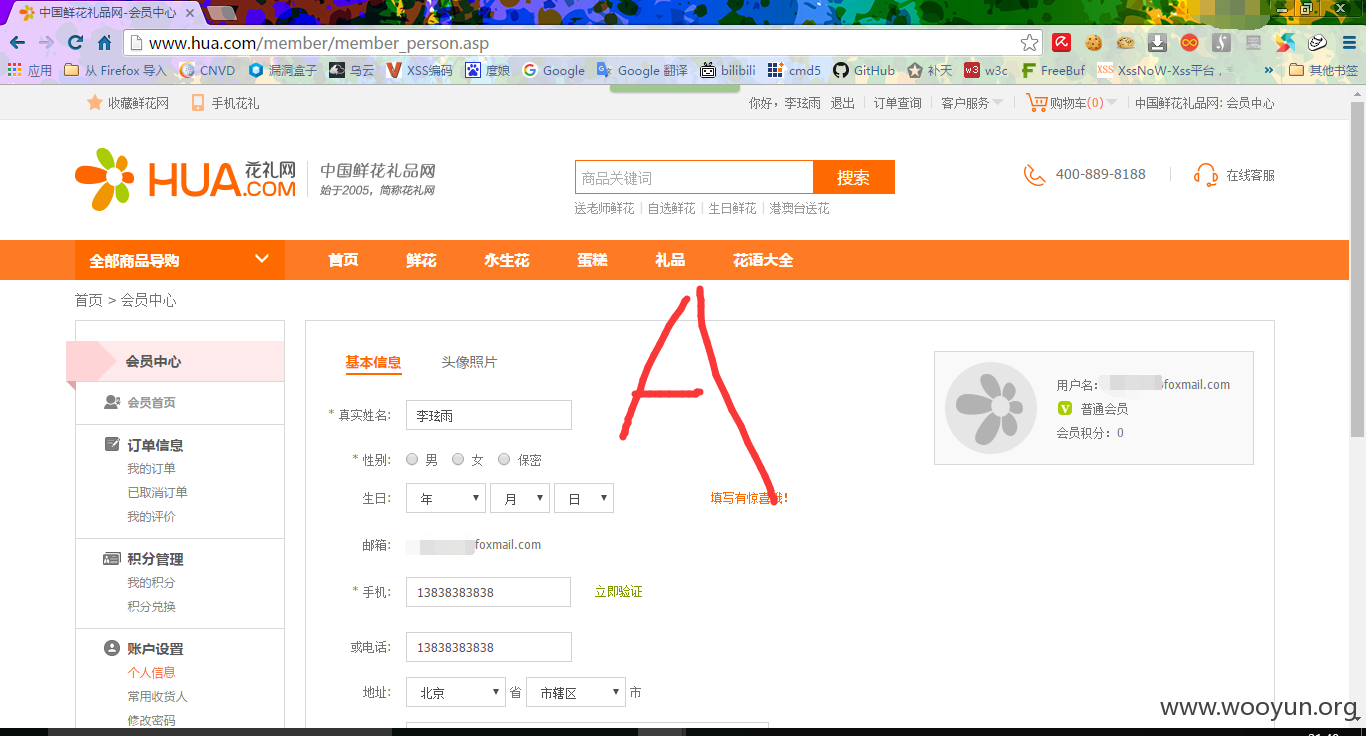 中国鲜花礼品网-会员中心
www.hua.com/member/member_person.asp
应用 从 Firefox 导入 CNVD 漏洞盒子 乌云 XSS编码 度娘 Google Google 翻译 bilibili cmd5 GitHub 补天 w3c FreeBuf XssNoW-Xss平台 , » 其他书签
收藏鲜花网 手机花礼 你好，李玹雨 退出 订单查询 客户服务 购物车(0) 中国鲜花礼品网: 会员中心
HUA.COM 花礼网 中国鲜花礼品网
始于2005，简称花礼网
商品关键词 搜索
送老师鲜花 自选鲜花 生日鲜花 港澳台送花
400-889-8188 在线客服
全部商品导购 首页 鲜花 永生花 蛋糕 礼品 花语大全
首页 > 会员中心
会员中心
会员首页
订单信息
我的订单
已取消订单
我的评价
积分管理
我的积分
积分兑换
账户设置
个人信息
常用收货人
修改密码
基本信息 头像照片
A
* 真实姓名: 李玹雨
* 性别: 男 女 保密
生日: 年 月 日 填写有惊喜哦!
邮箱: foxmail.com
* 手机: 13838383838 立即验证
或电话: 13838383838
地址: 北京 省 市辖区 市
用户名: foxmail.com
V 普通会员
会员积分: 0
www.wooyun.org